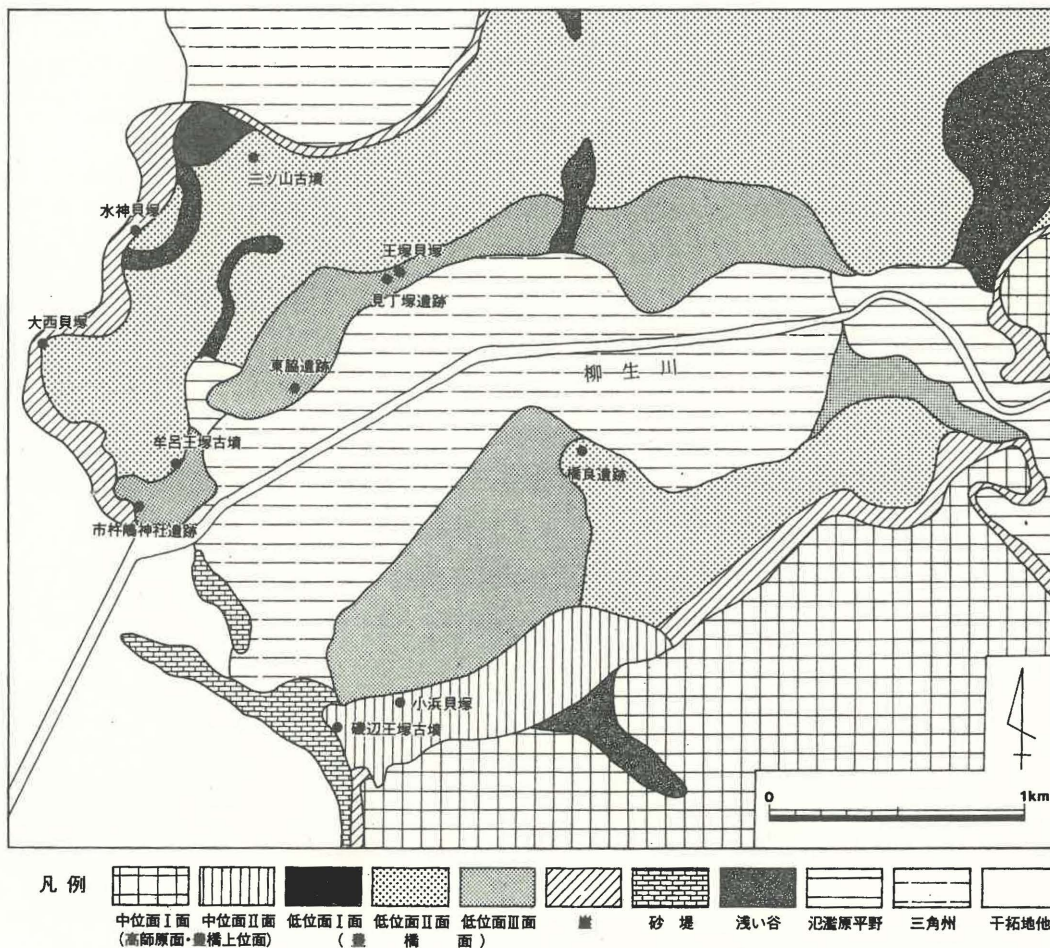 三ツ山古墳
水神貝塚
王塚貝塚
見丁塚遺跡
大西貝塚
柳生川
東脇遺跡
牟呂王塚古墳
橋良遺跡
市杵嶋神社遺跡
小浜貝塚
磯辺王塚古墳
0 1km
凡例
中位面Ⅰ面 中位面Ⅱ面 低位面Ⅰ面 低位面Ⅱ面 低位面Ⅲ面 崖 砂堤 浅い谷 氾濫原平野 三角州 干拓地他
(高師原面・豊橋上位面) (豊橋面)